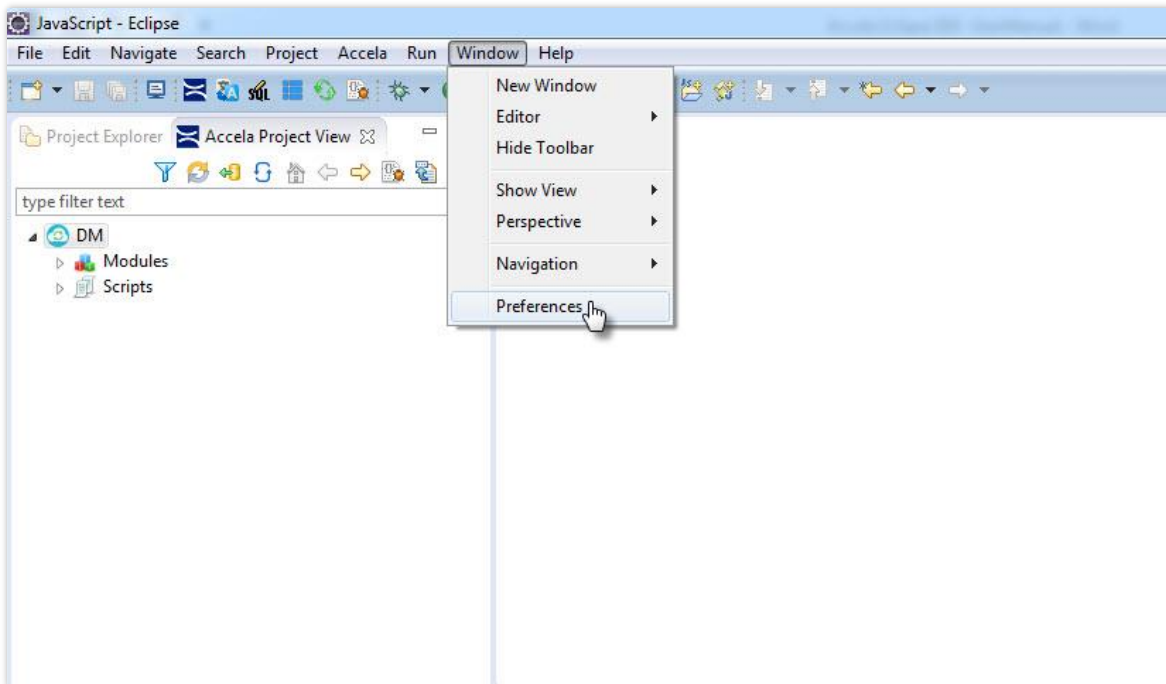 JavaScript - Eclipse
File Edit Navigate Search Project Accela Run Window Help
SQL
New Window
Editor
Hide Toolbar
Show View
Perspective
Navigation
Preferences
Project Explorer Accela Project View
type filter text
DM
Modules
Scripts